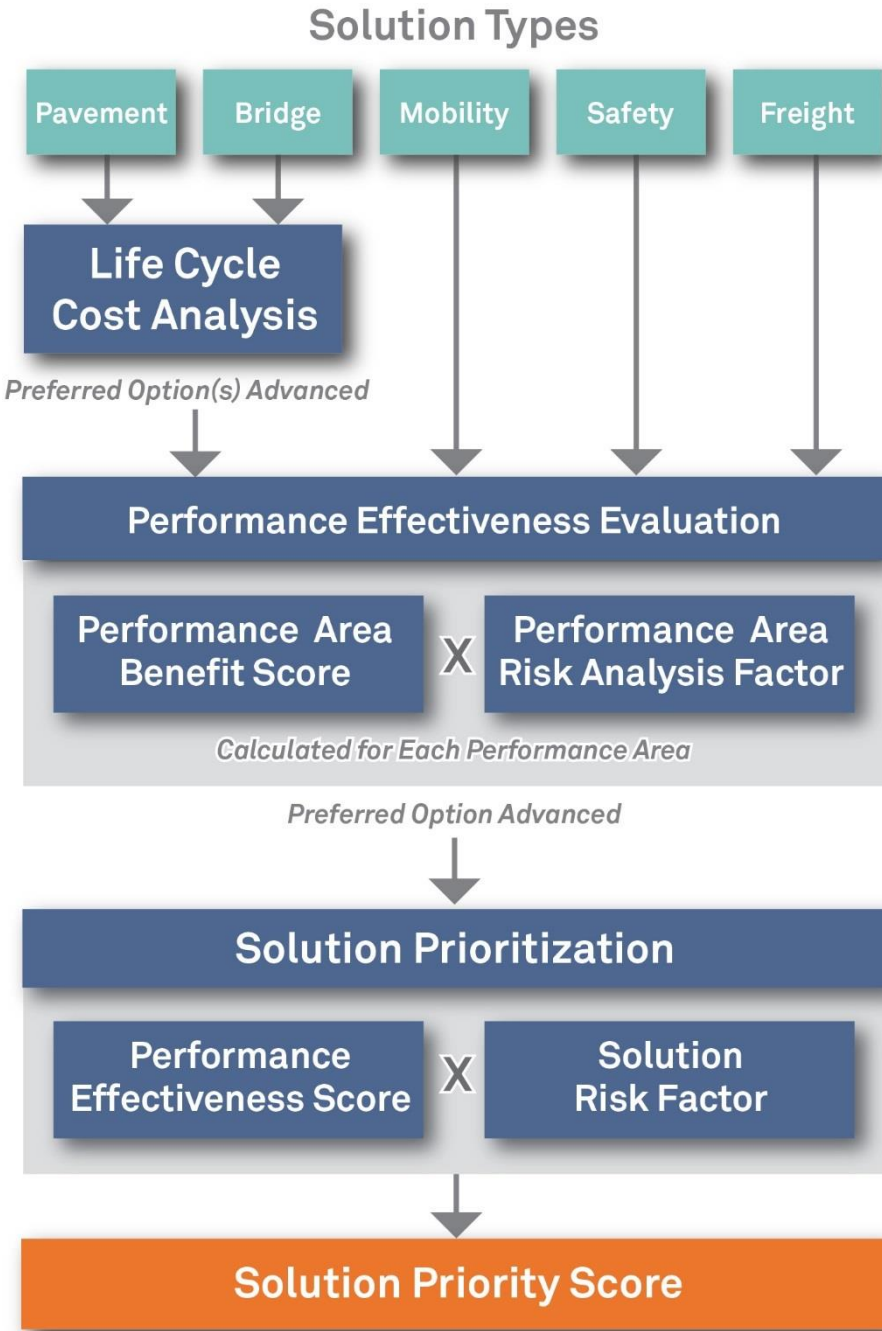 Solution Types
Pavement
Bridge
Mobility
Safety
Freight
Life Cycle
Cost Analysis
Preferred Option(s) Advanced
Performance Effectiveness Evaluation
Performance Area
Benefit Score
X
Performance Area
Risk Analysis Factor
Calculated for Each Performance Area
Preferred Option Advanced
Solution Prioritization
Performance
Effectiveness Score
X
Solution
Risk Factor
Solution Priority Score